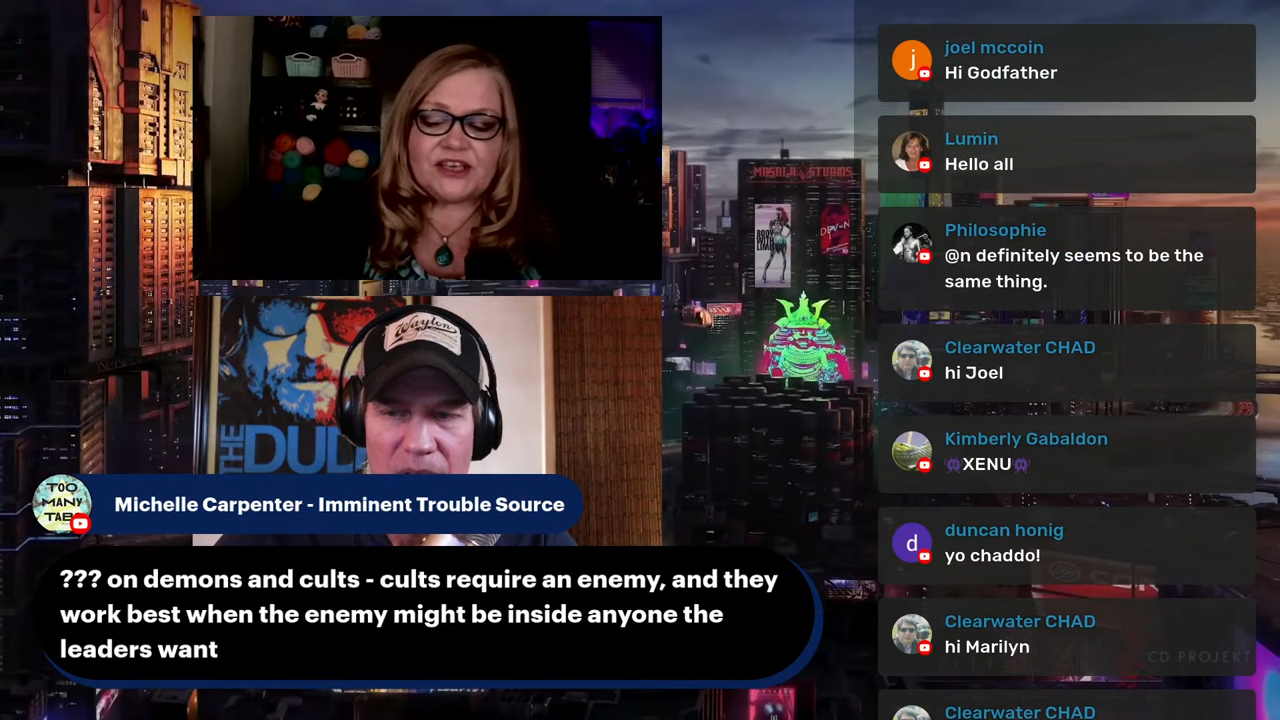 Waylon
THE
DUD
TOO
MANY
TAB
Michelle Carpenter - Imminent Trouble Source
??? on demons and cults - cults require an enemy, and they
work best when the enemy might be inside anyone the
leaders want
BODY
CD PROJEKT
j
joel mccoin
Hi Godfather
Lumin
Hello all
Philosophie
@n definitely seems to be the
same thing.
Clearwater CHAD
hi Joel
Kimberly Gabaldon
XENU
d
duncan honig
yo chaddo!
Clearwater CHAD
hi Marilyn
Clearwater CHAD